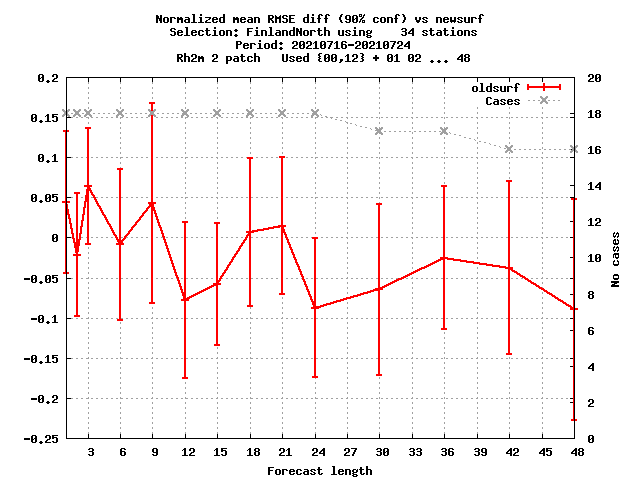 Normalized mean RMSE diff (90% conf) vs newsurf
Selection: FinlandNorth using    34 stations
Period: 20210716-20210724
Rh2m 2 patch   Used {00,12} + 01 02 ... 48
oldsurf
Cases
0.2
0.15
0.1
0.05
0
-0.05
-0.1
-0.15
-0.2
-0.25
20
18
16
14
12
10
8
6
4
2
0
No cases
3 6 9 12 15 18 21 24 27 30 33 36 39 42 45 48
Forecast length